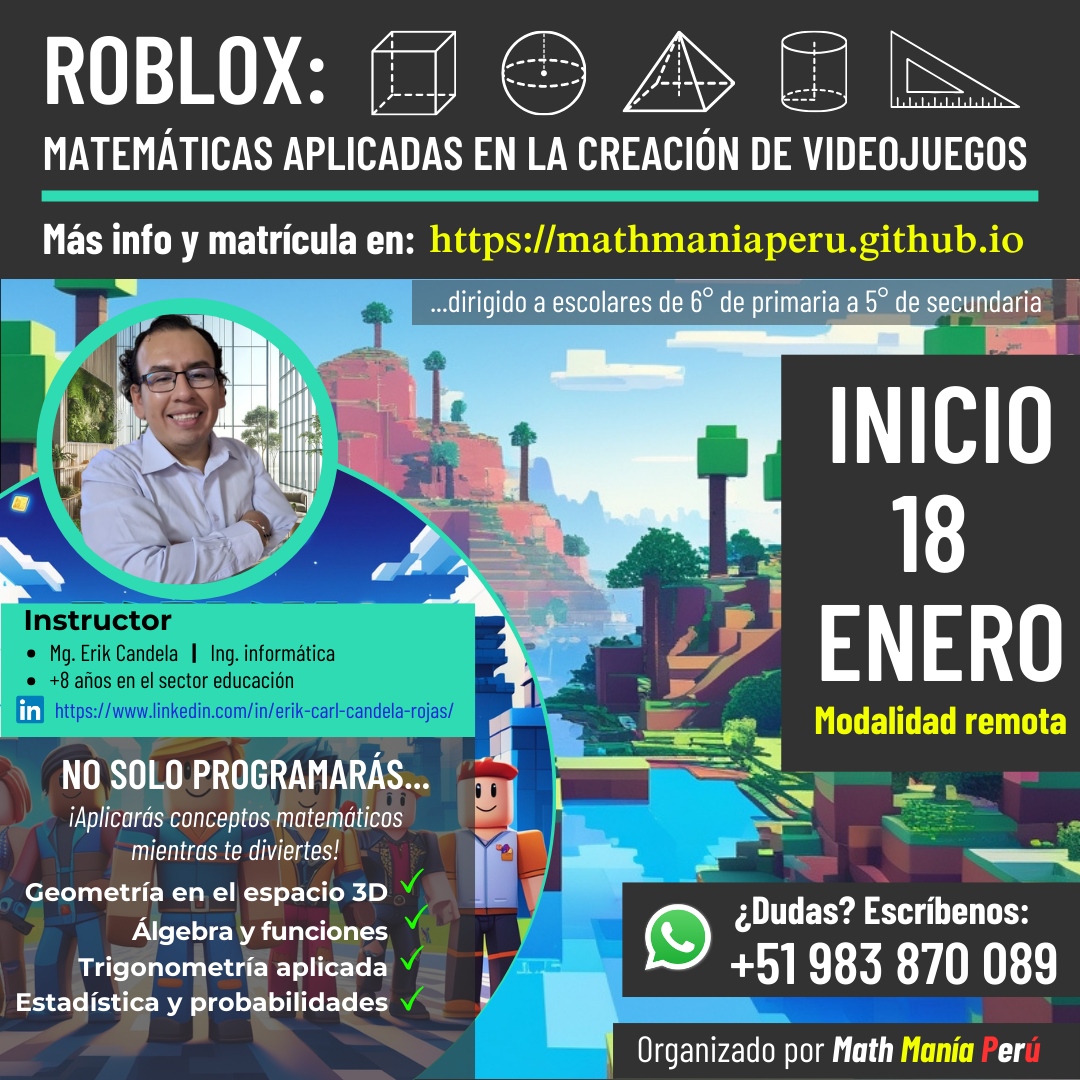 ROBLOX:
MATEMÁTICAS APLICADAS EN LA CREACIÓN DE VIDEOJUEGOS
Más info y matrícula en: https://mathmaniaperu.github.io
...dirigido a escolares de 6° de primaria a 5° de secundaria
INICIO
18
ENERO
Modalidad remota
Instructor
• Mg. Erik Candela | Ing. informática
• +8 años en el sector educación
in https://www.linkedin.com/in/erik-carl-candela-rojas/
NO SOLO PROGRAMARÁS...
¡Aplicarás conceptos matemáticos
mientras te diviertes!
Geometría en el espacio 3D ✓
Álgebra y funciones ✓
Trigonometría aplicada ✓
Estadística y probabilidades ✓
¿Dudas? Escríbenos:
+51 983 870 089
Organizado por Math Manía Perú